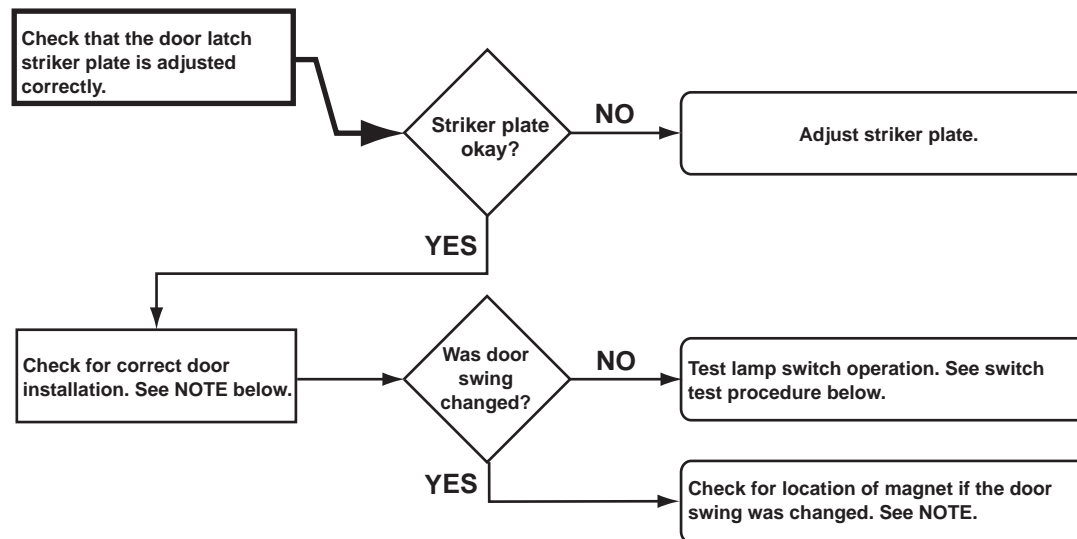 Check that the door latch
striker plate is adjusted
correctly.
Striker plate
okay?
NO
Adjust striker plate.
YES
Check for correct door
installation. See NOTE below.
Was door
swing
changed?
NO
Test lamp switch operation. See switch
test procedure below.
YES
Check for location of magnet if the door
swing was changed. See NOTE.